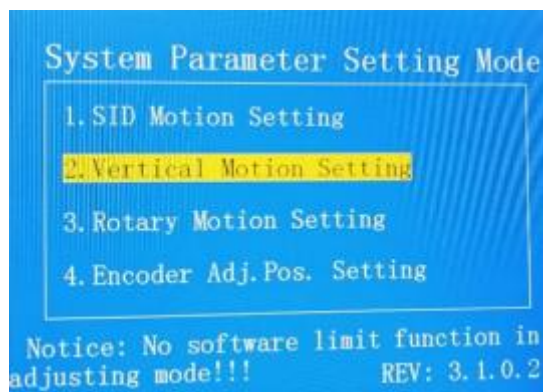 System Parameter Setting Mode
1. SID Motion Setting
2. Vertical Motion Setting
3. Rotary Motion Setting
4. Encoder Adj. Pos. Setting
Notice: No software limit function in
adjusting mode!!! REV: 3.1.0.2